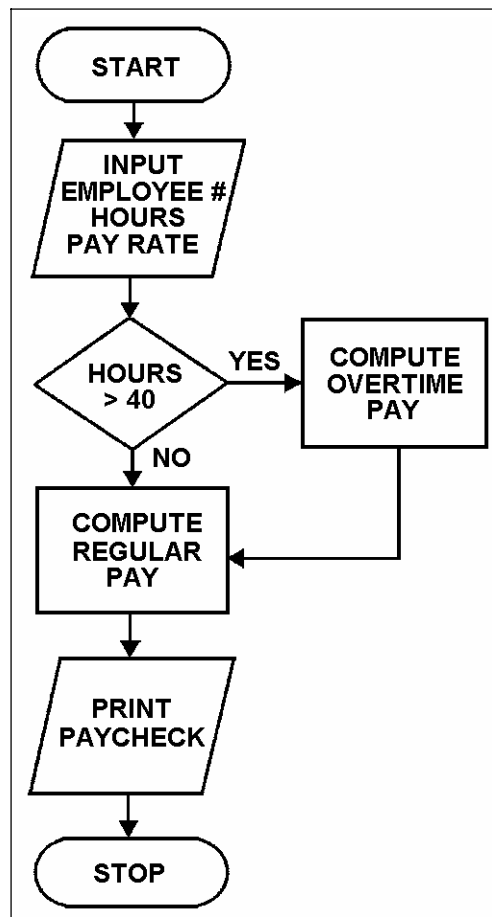 START
INPUT
EMPLOYEE #
HOURS
PAY RATE
HOURS
> 40
YES
COMPUTE
OVERTIME
PAY
NO
COMPUTE
REGULAR
PAY
PRINT
PAYCHECK
STOP